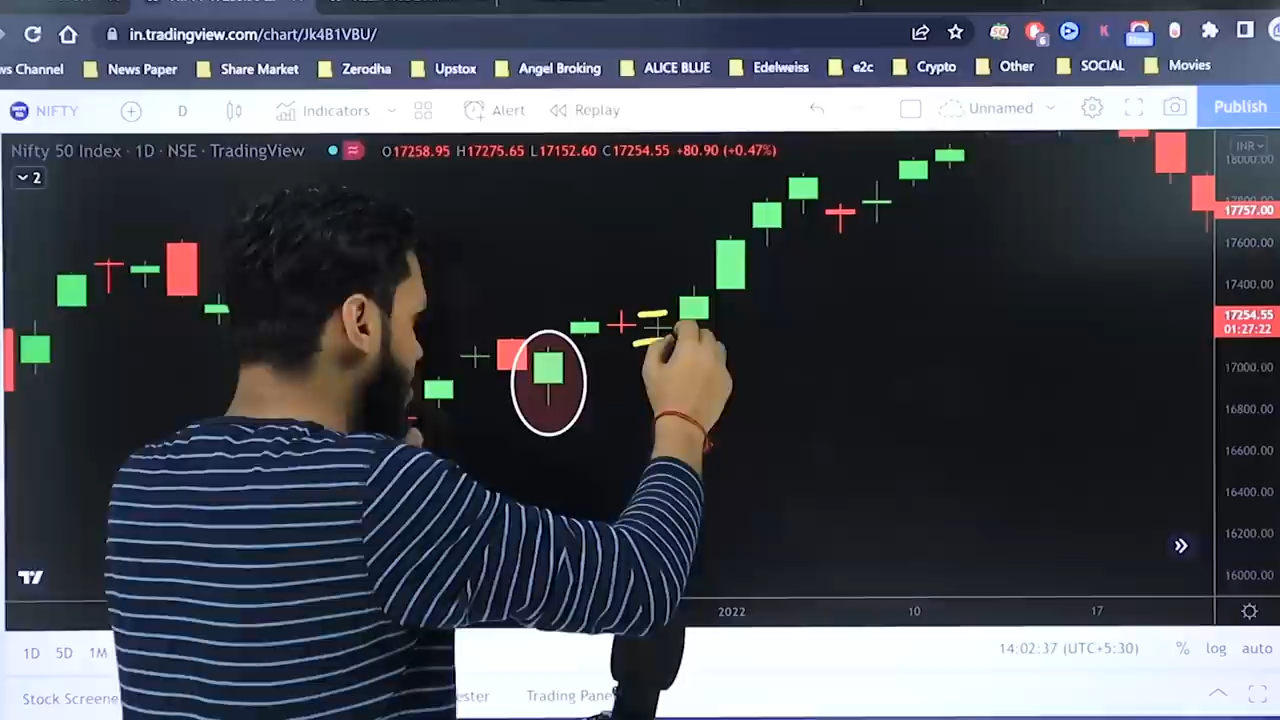 in.tradingview.com/chart/Jk4B1VBU/
6
K
New
ws Channel News Paper Share Market Zerodha Upstox Angel Broking ALICE BLUE Edelweiss e2c Crypto Other SOCIAL Movies
NIFTY D Indicators Alert Replay Unnamed Publish
Nifty 50 Index · 1D · NSE · TradingView O17258.95 H17275.65 L17152.60 C17254.55 +80.90 (+0.47%)
INR
2
18000.00
17757.00
17600.00
17400.00
17254.55
01:27:22
17000.00
16800.00
16600.00
16400.00
16200.00
16000.00
2022 10 17
1D 5D 1M 14:02:37 (UTC+5:30) % log auto
Stock Screene ester Trading Pane